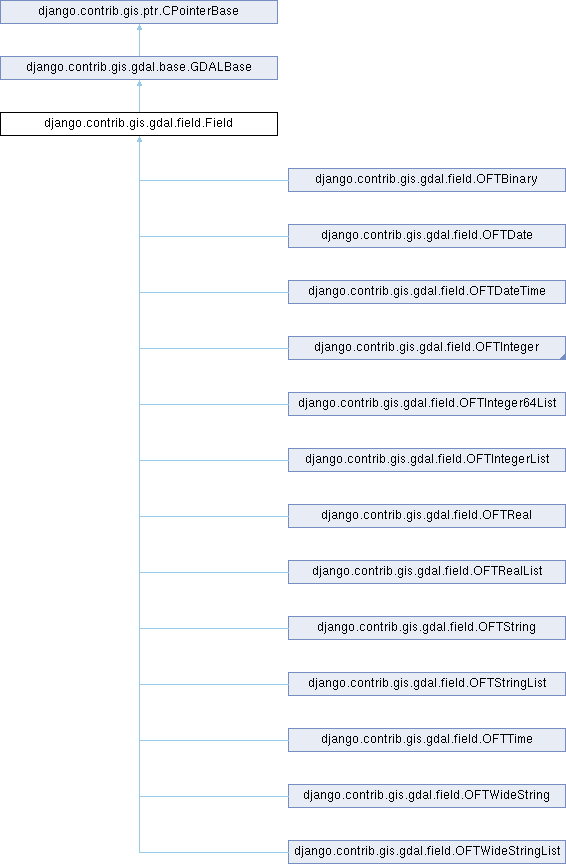 django.contrib.gis.ptr.CPointerBase
django.contrib.gis.gdal.base.GDALBase
django.contrib.gis.gdal.field.Field
django.contrib.gis.gdal.field.OFTBinary
django.contrib.gis.gdal.field.OFTDate
django.contrib.gis.gdal.field.OFTDateTime
django.contrib.gis.gdal.field.OFTInteger
django.contrib.gis.gdal.field.OFTInteger64List
django.contrib.gis.gdal.field.OFTIntegerList
django.contrib.gis.gdal.field.OFTReal
django.contrib.gis.gdal.field.OFTRealList
django.contrib.gis.gdal.field.OFTString
django.contrib.gis.gdal.field.OFTStringList
django.contrib.gis.gdal.field.OFTTime
django.contrib.gis.gdal.field.OFTWideString
django.contrib.gis.gdal.field.OFTWideStringList